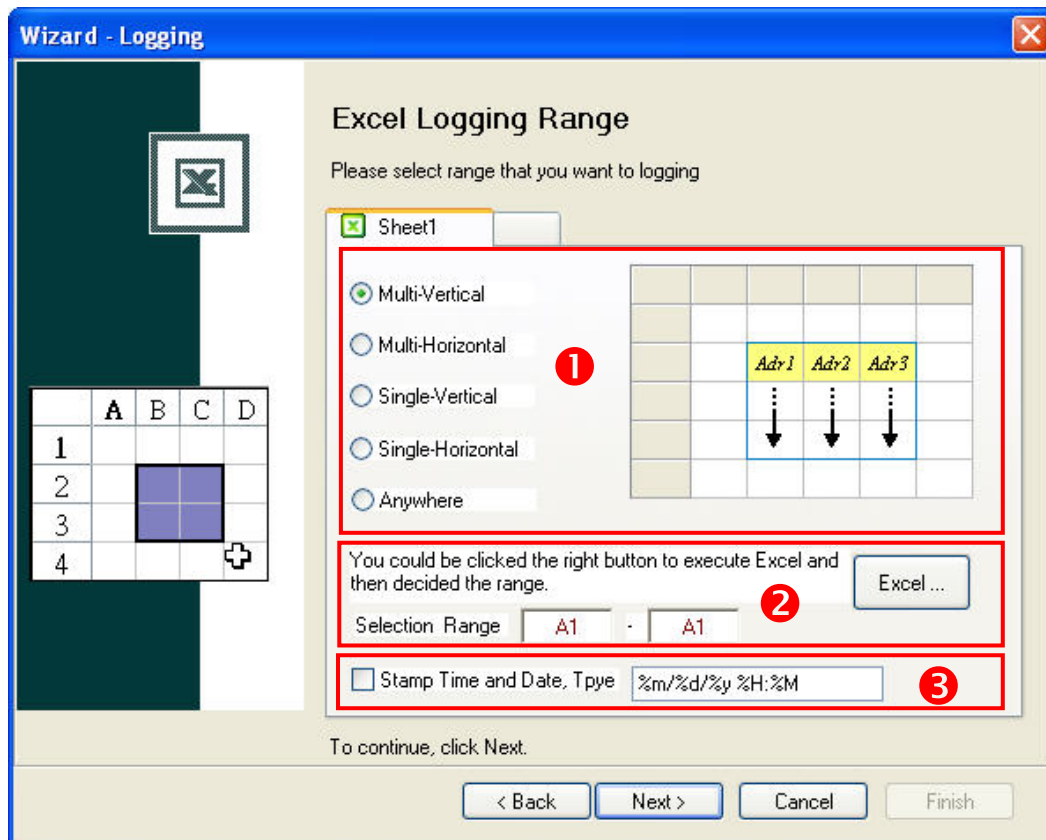 Wizard - Logging
Excel Logging Range
Please select range that you want to logging
Sheet1
Multi-Vertical
Multi-Horizontal
Single-Vertical
Single-Horizontal
Anywhere
1
Adr1 Adr2 Adr3
A B C D
1
2
3
4
You could be clicked the right button to execute Excel and
then decided the range.
Excel ...
2
Selection Range A1 - A1
Stamp Time and Date, Tpye %m/%d/%y %H:%M
3
To continue, click Next.
< Back Next > Cancel Finish